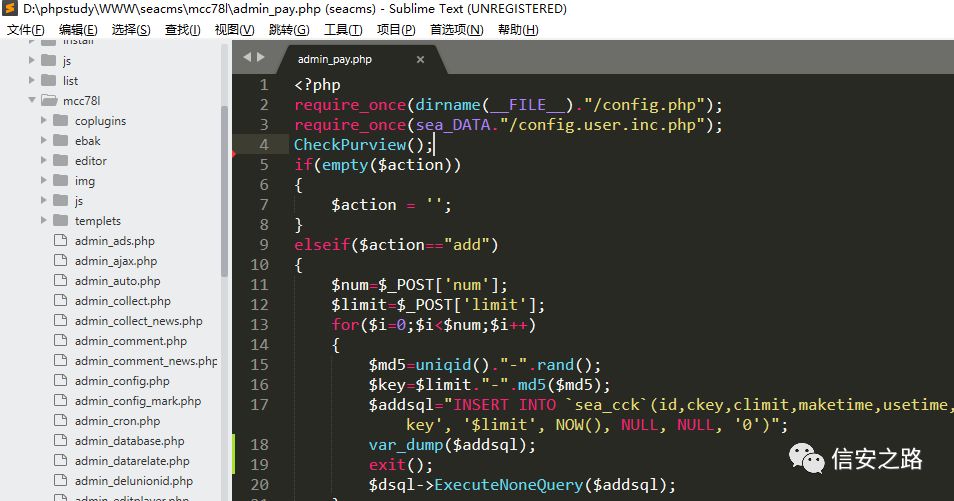 D:\phpstudy\WWW\seacms\mcc78l\admin_pay.php (seacms) - Sublime Text (UNREGISTERED)
文件(F) 编辑(E) 选择(S) 查找(I) 视图(V) 跳转(G) 工具(T) 项目(P) 首选项(N) 帮助(H)
install
js
list
mcc78l
coplugins
ebak
editor
img
js
templets
admin_ads.php
admin_ajax.php
admin_auto.php
admin_collect.php
admin_collect_news.php
admin_comment.php
admin_comment_news.php
admin_config.php
admin_config_mark.php
admin_cron.php
admin_database.php
admin_datarelate.php
admin_delunionid.php
admin_editplayer.php
admin_pay.php ×
1 <?php
2 require_once(dirname(__FILE__)."/config.php");
3 require_once(sea_DATA."/config.user.inc.php");
4 CheckPurview();
5 if(empty($action))
6 {
7 $action = '';
8 }
9 elseif($action=="add")
10 {
11 $num=$_POST['num'];
12 $limit=$_POST['limit'];
13 for($i=0;$i<$num;$i++)
14 {
15 $md5=uniqid()."-".rand();
16 $key=$limit."-".md5($md5);
17 $addsql="INSERT INTO `sea_cck`(id,ckey,climit,maketime,usetime,
key', '$limit', NOW(), NULL, NULL, '0')";
18 var_dump($addsql);
19 exit();
20 $dsql->ExecuteNoneQuery($addsql);
21 }
信安之路